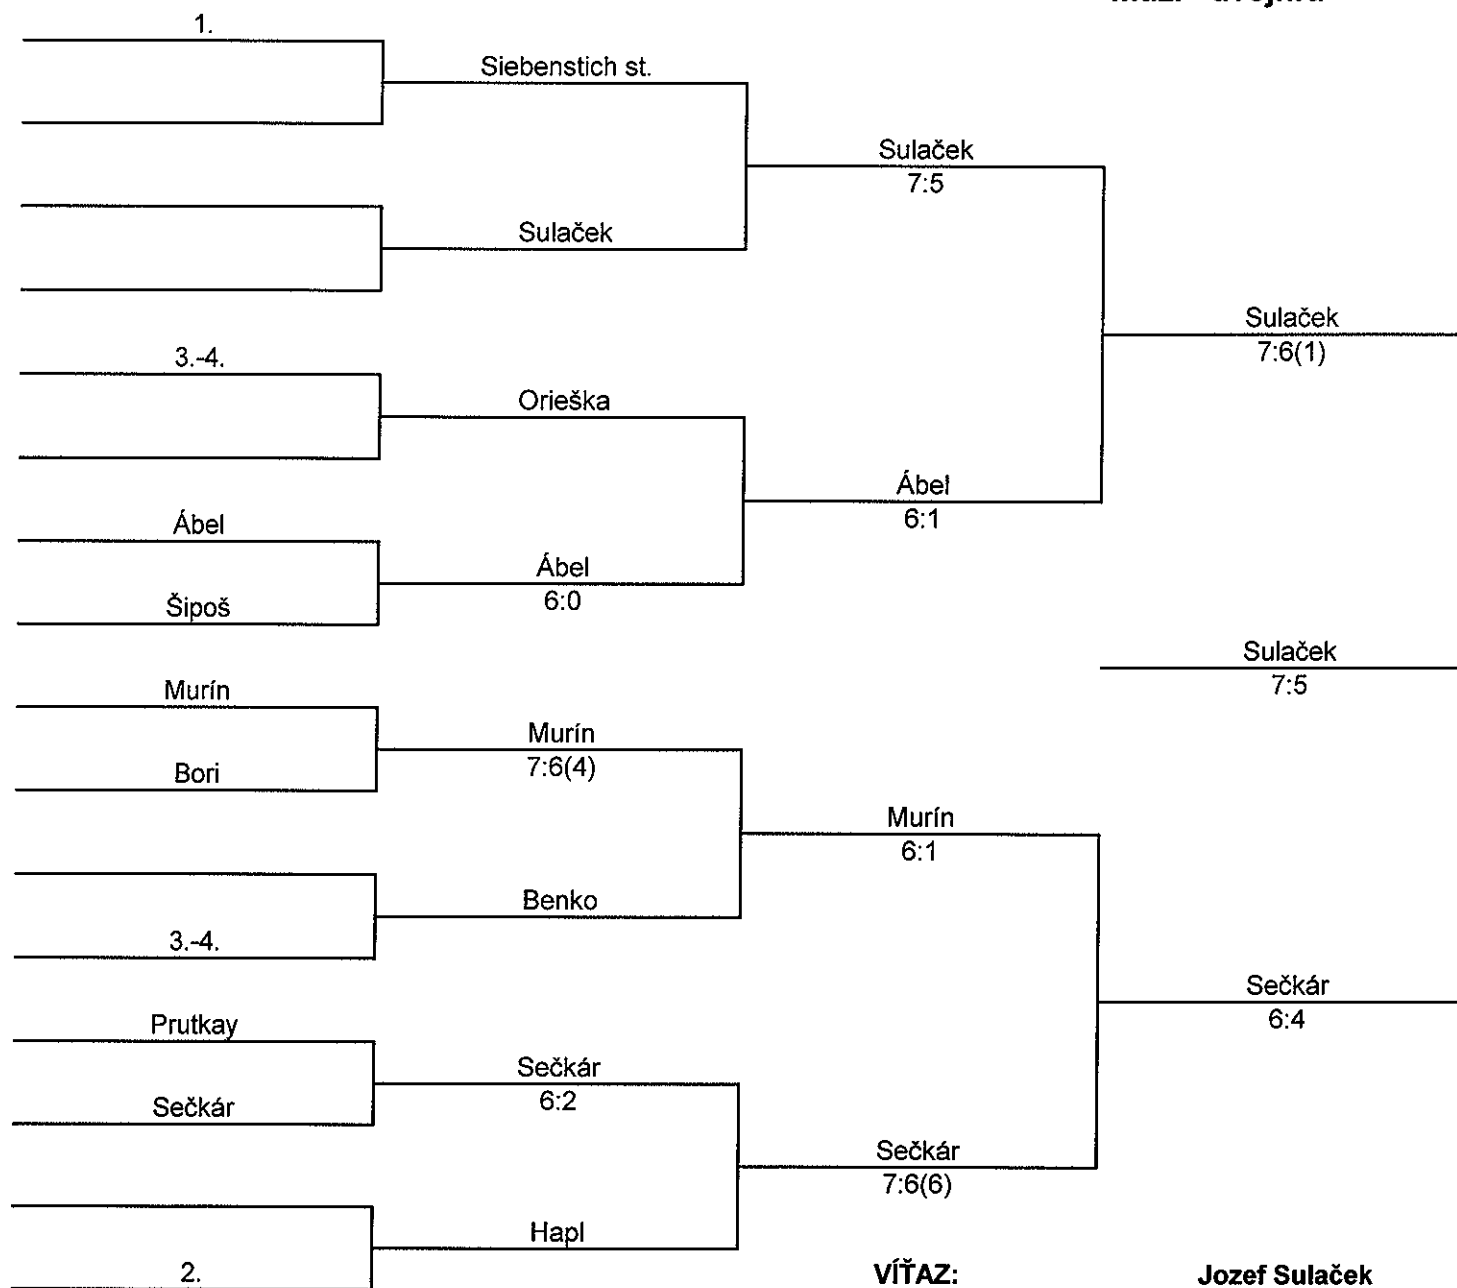 1.
Siebenstich st.
Sulaček
7:5
Sulaček
Sulaček
7:6(1)
3.-4.
Orieška
Ábel
6:1
Ábel
Ábel
6:0
Šipoš
Sulaček
7:5
Murín
Murín
7:6(4)
Bori
Murín
6:1
Benko
3.-4.
Sečkár
6:4
Prutkay
Sečkár
6:2
Sečkár
Sečkár
7:6(6)
Hapl
2.
VÍŤAZ: Jozef Sulaček